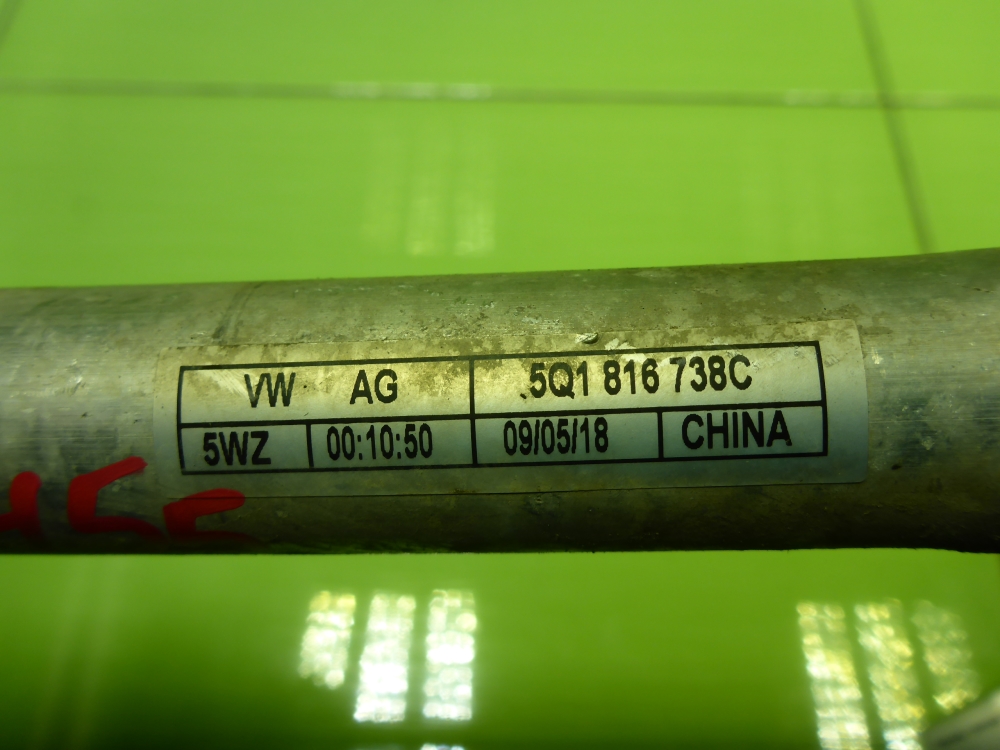 VW AG .5Q1 816 738C
5WZ 00:10:50 09/05/18 CHINA